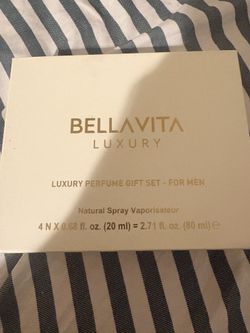 BELLAVITA
LUXURY
LUXURY PERFUME GIFT SET - FOR MEN
Natural Spray Vaporisateur
4 N X 0.68 fl. oz. (20 ml) = 2.71 fl. oz. (80 ml) ℮